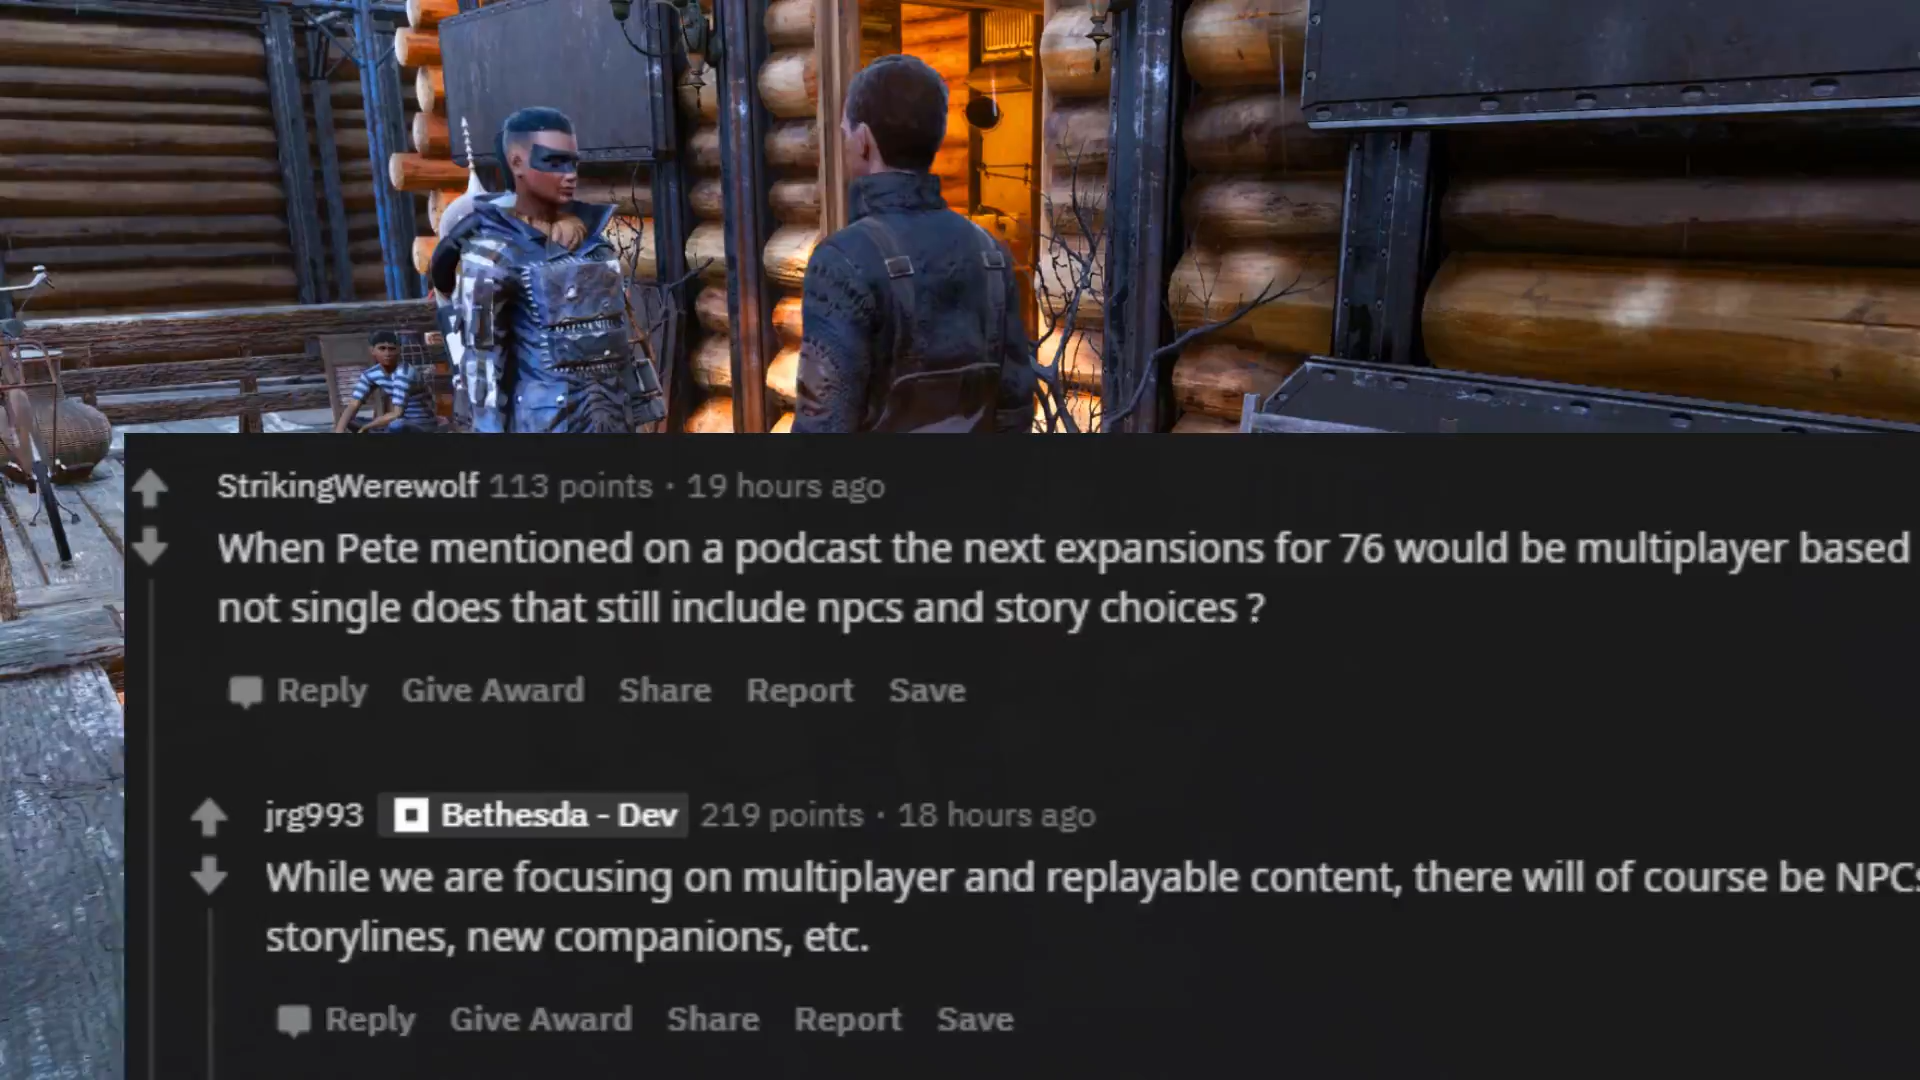 StrikingWerewolf 113 points · 19 hours ago
When Pete mentioned on a podcast the next expansions for 76 would be multiplayer based
not single does that still include npcs and story choices ?
Reply Give Award Share Report Save
jrg993 Bethesda - Dev 219 points · 18 hours ago
While we are focusing on multiplayer and replayable content, there will of course be NPCs
storylines, new companions, etc.
Reply Give Award Share Report Save